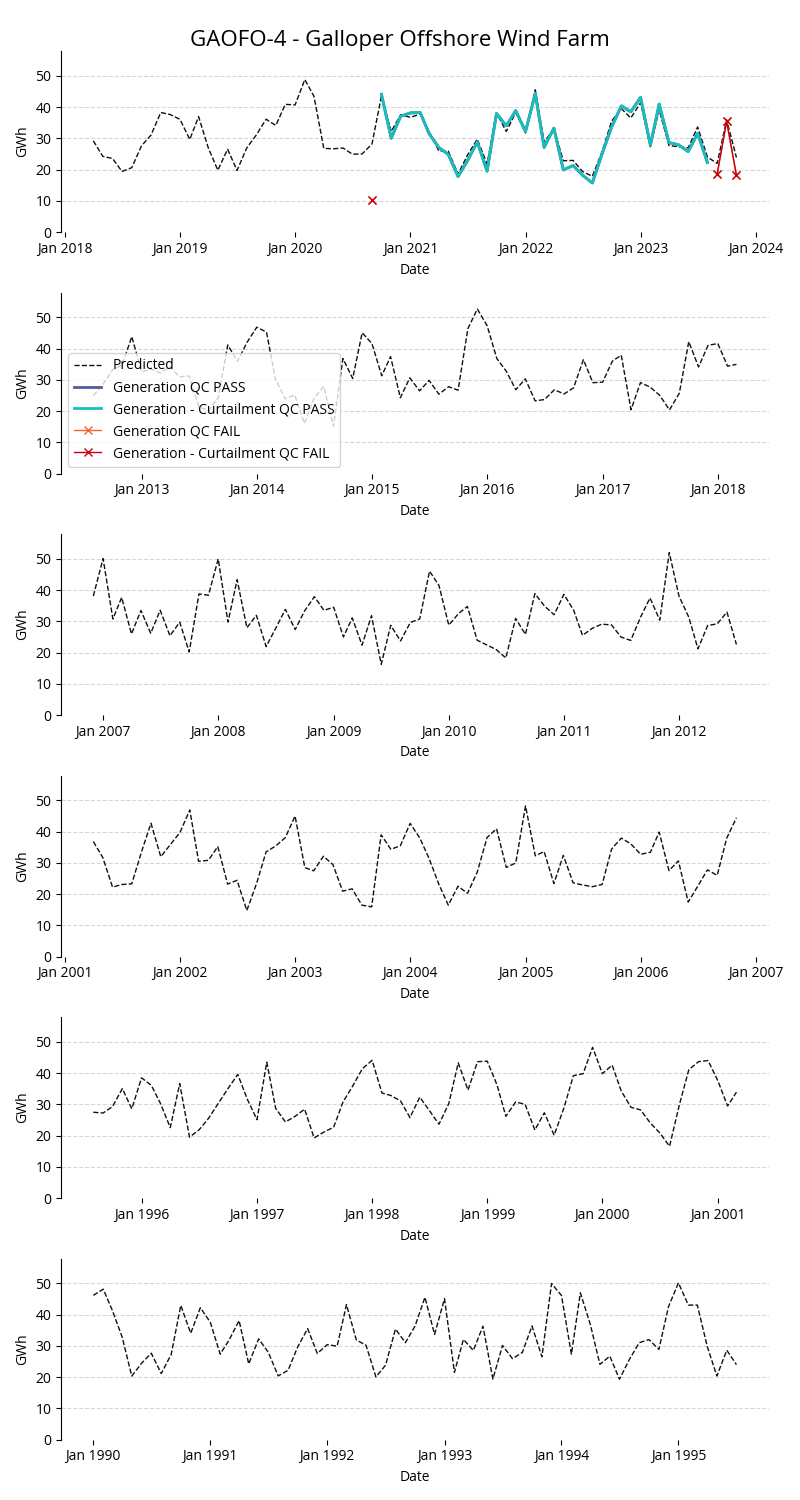 GAOFO-4 - Galloper Offshore Wind Farm
50
40
30
20
10
0
GWh
Jan 2018 Jan 2019 Jan 2020 Jan 2021 Jan 2022 Jan 2023 Jan 2024
Date
50
40
30
20
10
0
GWh
Predicted
Generation QC PASS
Generation - Curtailment QC PASS
Generation QC FAIL
Generation - Curtailment QC FAIL
Jan 2013 Jan 2014 Jan 2015 Jan 2016 Jan 2017 Jan 2018
Date
50
40
30
20
10
0
GWh
Jan 2007 Jan 2008 Jan 2009 Jan 2010 Jan 2011 Jan 2012
Date
50
40
30
20
10
0
GWh
Jan 2001 Jan 2002 Jan 2003 Jan 2004 Jan 2005 Jan 2006 Jan 2007
Date
50
40
30
20
10
0
GWh
Jan 1996 Jan 1997 Jan 1998 Jan 1999 Jan 2000 Jan 2001
Date
50
40
30
20
10
0
GWh
Jan 1990 Jan 1991 Jan 1992 Jan 1993 Jan 1994 Jan 1995
Date